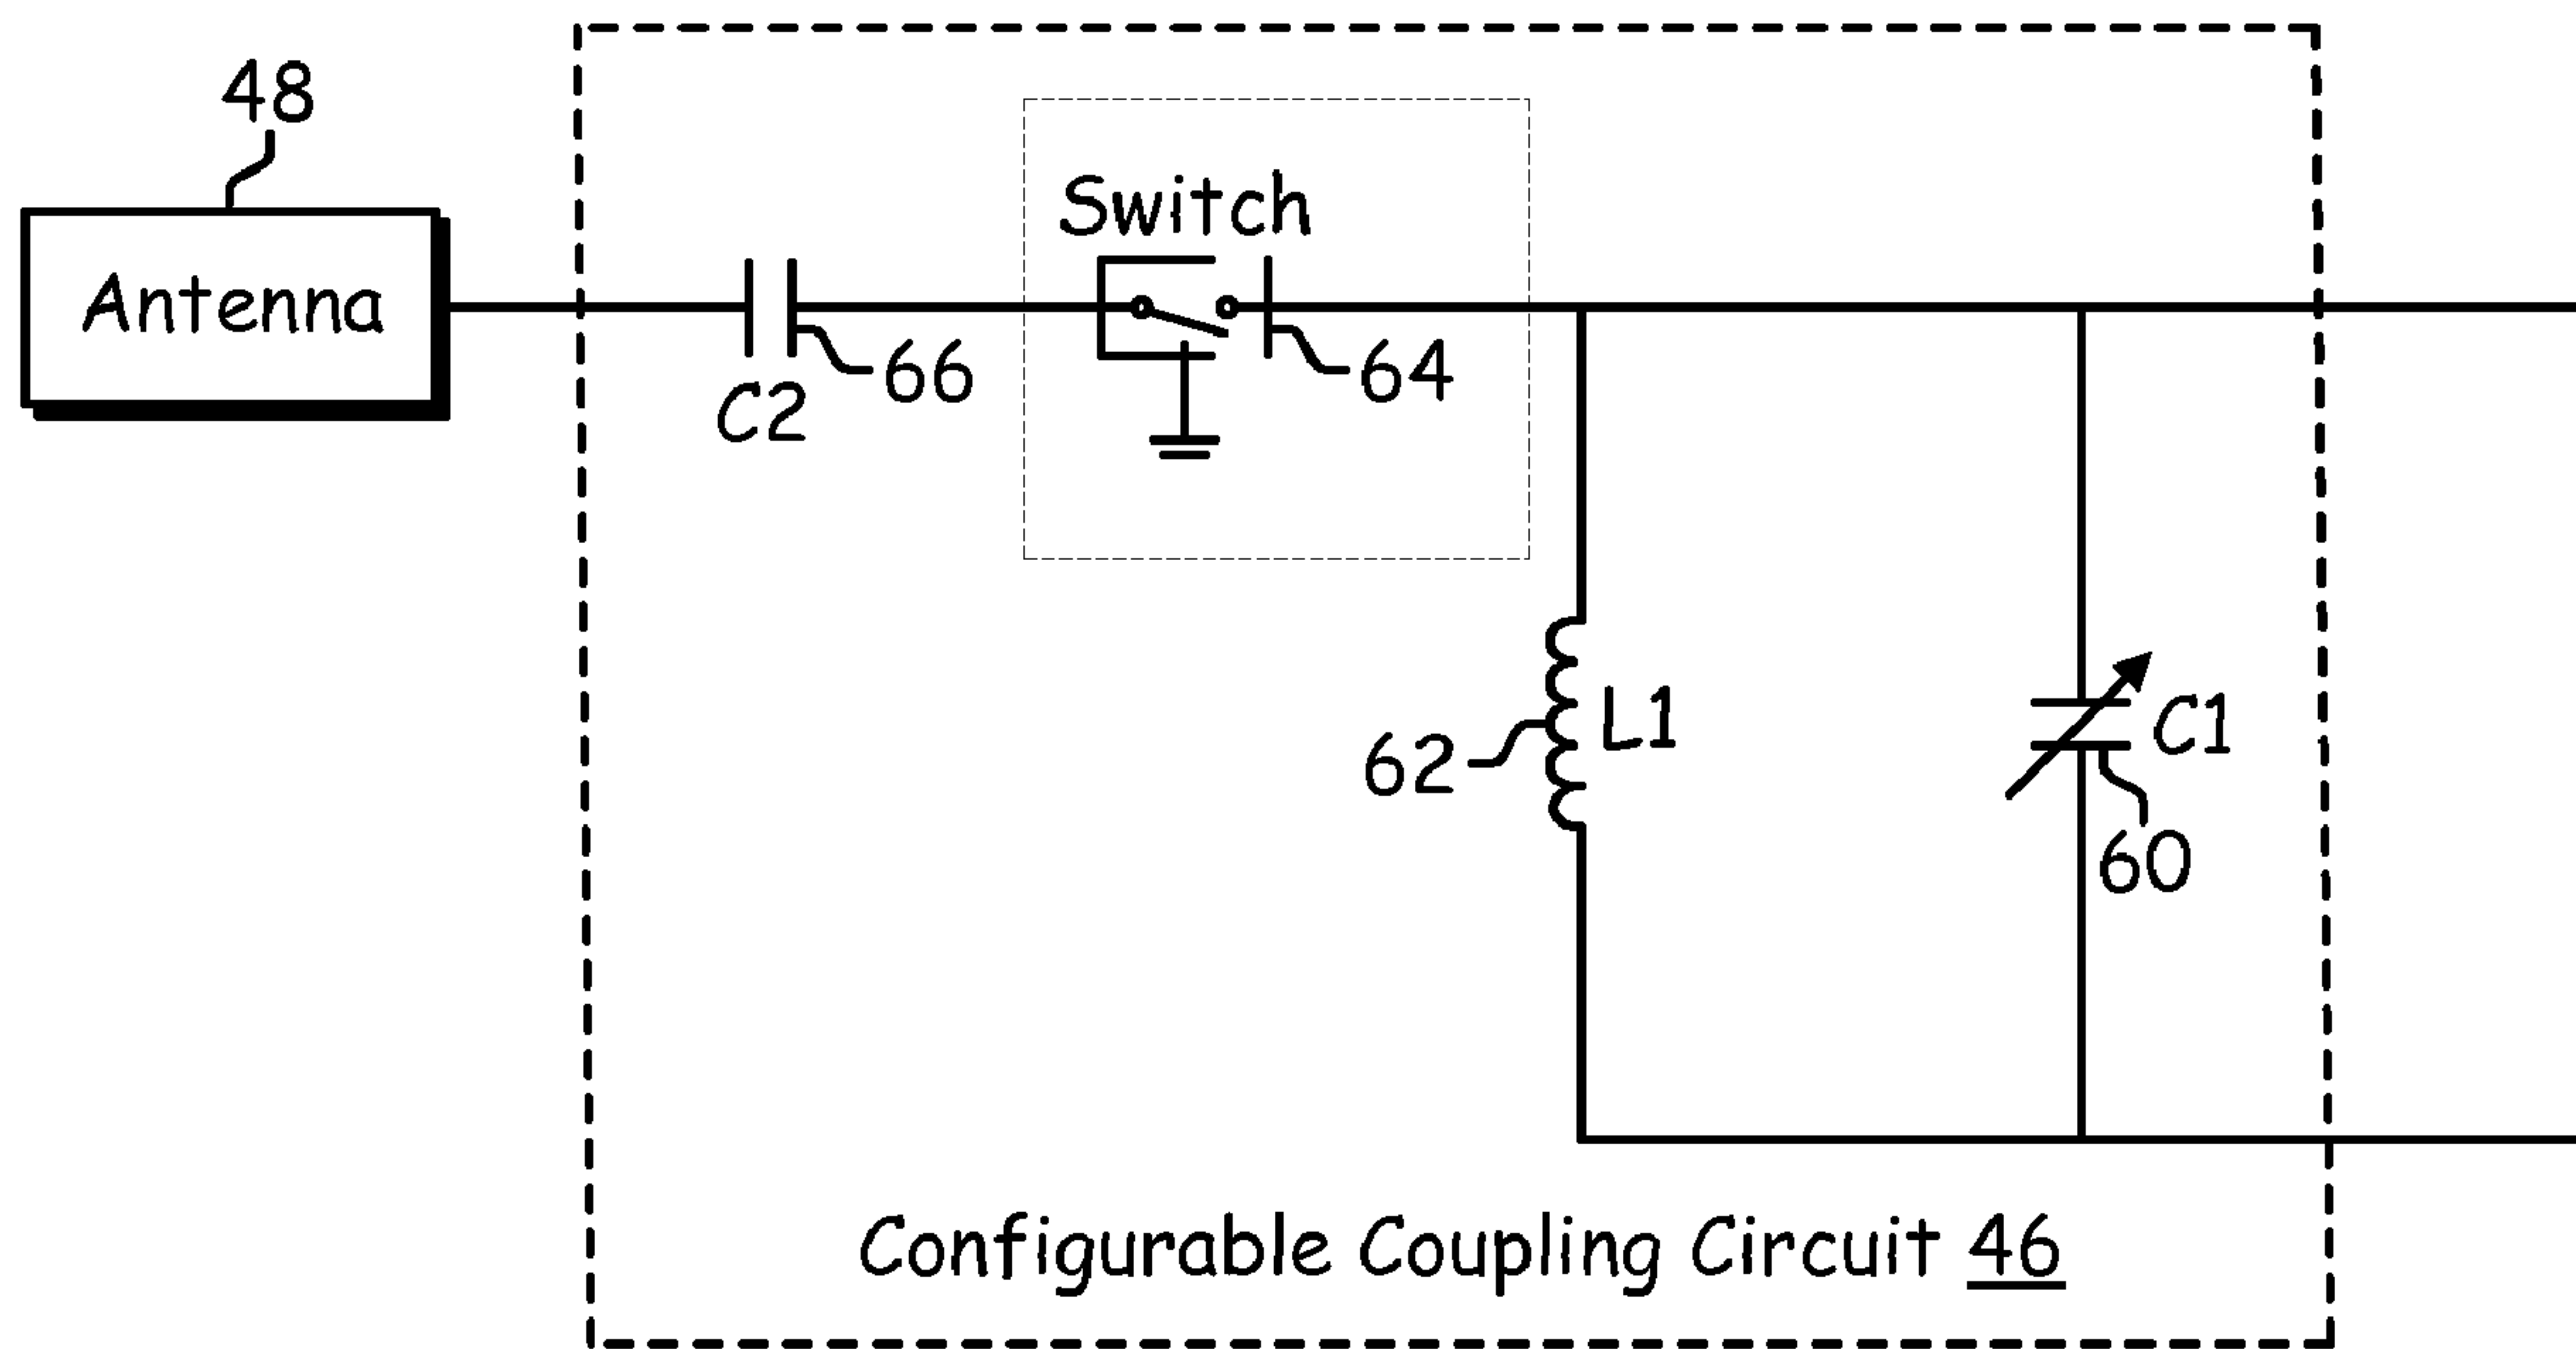 48
Antenna
Switch
66
C2
64
62
L1
C1
60
Configurable Coupling Circuit 46